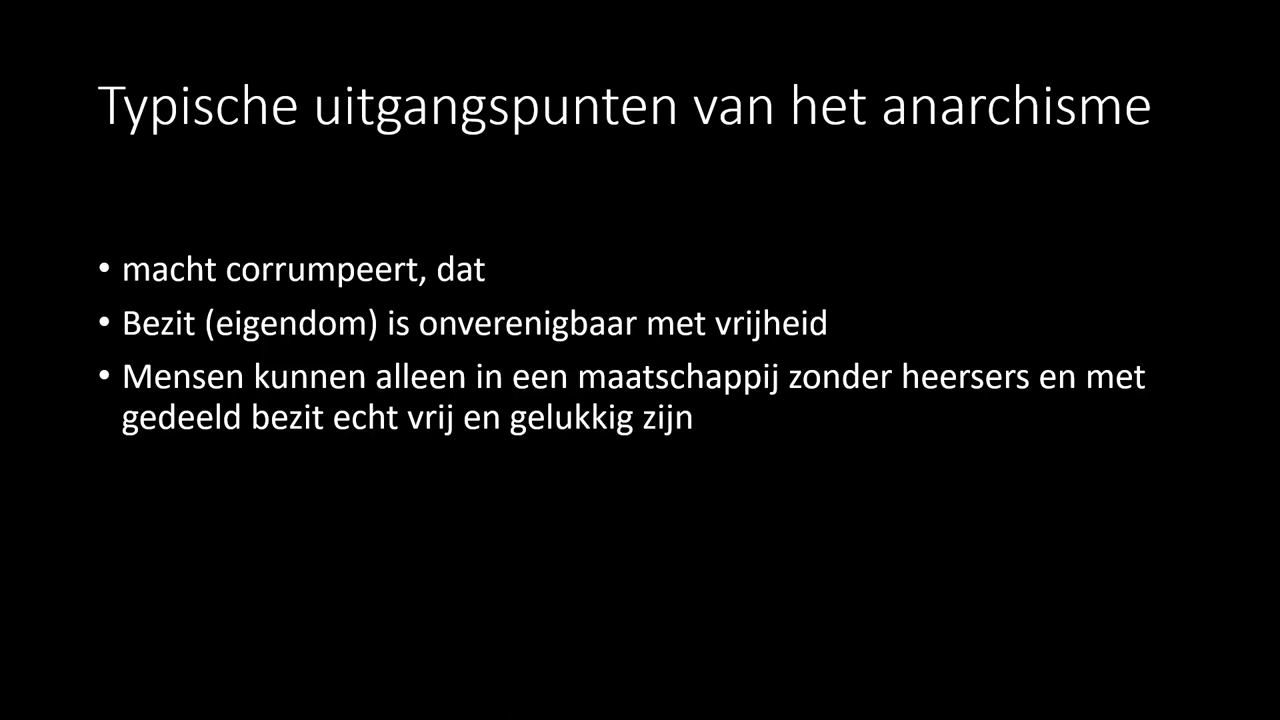 Typische uitgangspunten van het anarchisme
• macht corrumpeert, dat
• Bezit (eigendom) is onverenigbaar met vrijheid
• Mensen kunnen alleen in een maatschappij zonder heersers en met
gedeeld bezit echt vrij en gelukkig zijn